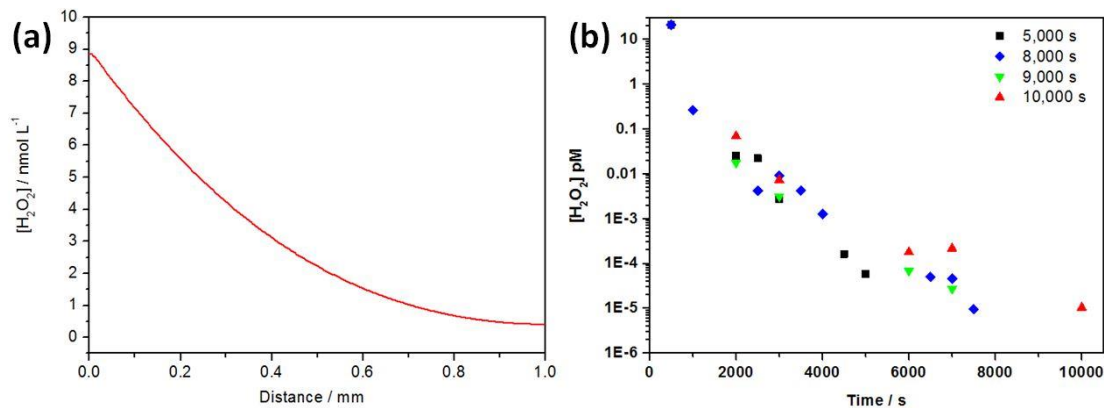 (a)
10
9
8
7
6
5
4
3
2
1
0
[H₂O₂] / nmol L⁻¹
0.0 0.2 0.4 0.6 0.8 1.0
Distance / mm
(b)
10
1
0.1
0.01
1E-3
1E-4
1E-5
1E-6
[H₂O₂] pM
5,000 s
8,000 s
9,000 s
10,000 s
0 2000 4000 6000 8000 10000
Time / s